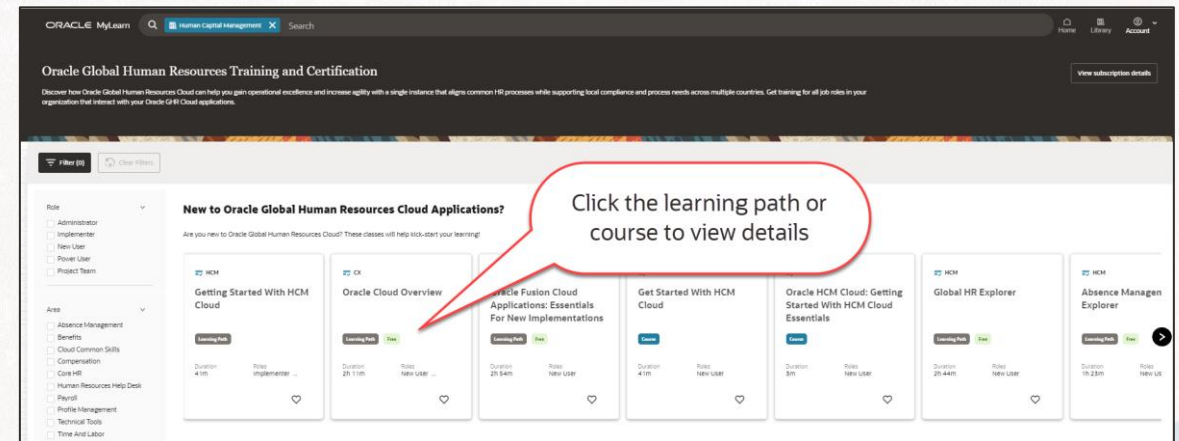 ORACLE MyLearn
Human Capital Management X Search
Home Library Account
Oracle Global Human Resources Training and Certification
View subscription details
Discover how Oracle Global Human Resources Cloud can help you gain operational excellence and increase agility with a single instance that aligns common HR processes while supporting local compliance and process needs across multiple countries. Get training for all job roles in your
organization that interact with your Oracle GHR Cloud applications.
Filter (0) Clear Filters
Role
Administrator
Implementer
New User
Power User
Project Team
Area
Absence Management
Benefits
Cloud Common Skills
Compensation
Core HR
Human Resources Help Desk
Payroll
Profile Management
Technical Tools
Time And Labor
New to Oracle Global Human Resources Cloud Applications?
Are you new to Oracle Global Human Resources Cloud? These classes will help kick-start your learning!
Click the learning path or
course to view details
HCM
Getting Started With HCM
Cloud
Learning Path
Duration Roles
41m Implementer ...
CX
Oracle Cloud Overview
Learning Path Free
Duration Roles
2h 11m New User ...
Oracle Fusion Cloud
Applications: Essentials
For New Implementations
Learning Path Free
Duration Roles
2h 54m New User
Get Started With HCM
Cloud
Course
Duration Roles
41m New User
Oracle HCM Cloud: Getting
Started With HCM Cloud
Essentials
Course
Duration Roles
New User
HCM
Global HR Explorer
Learning Path Free
Duration Roles
2h 44m New User
HCM
Absence Managem
Explorer
Learning Path Free
Duration Roles
1h 23m New Us